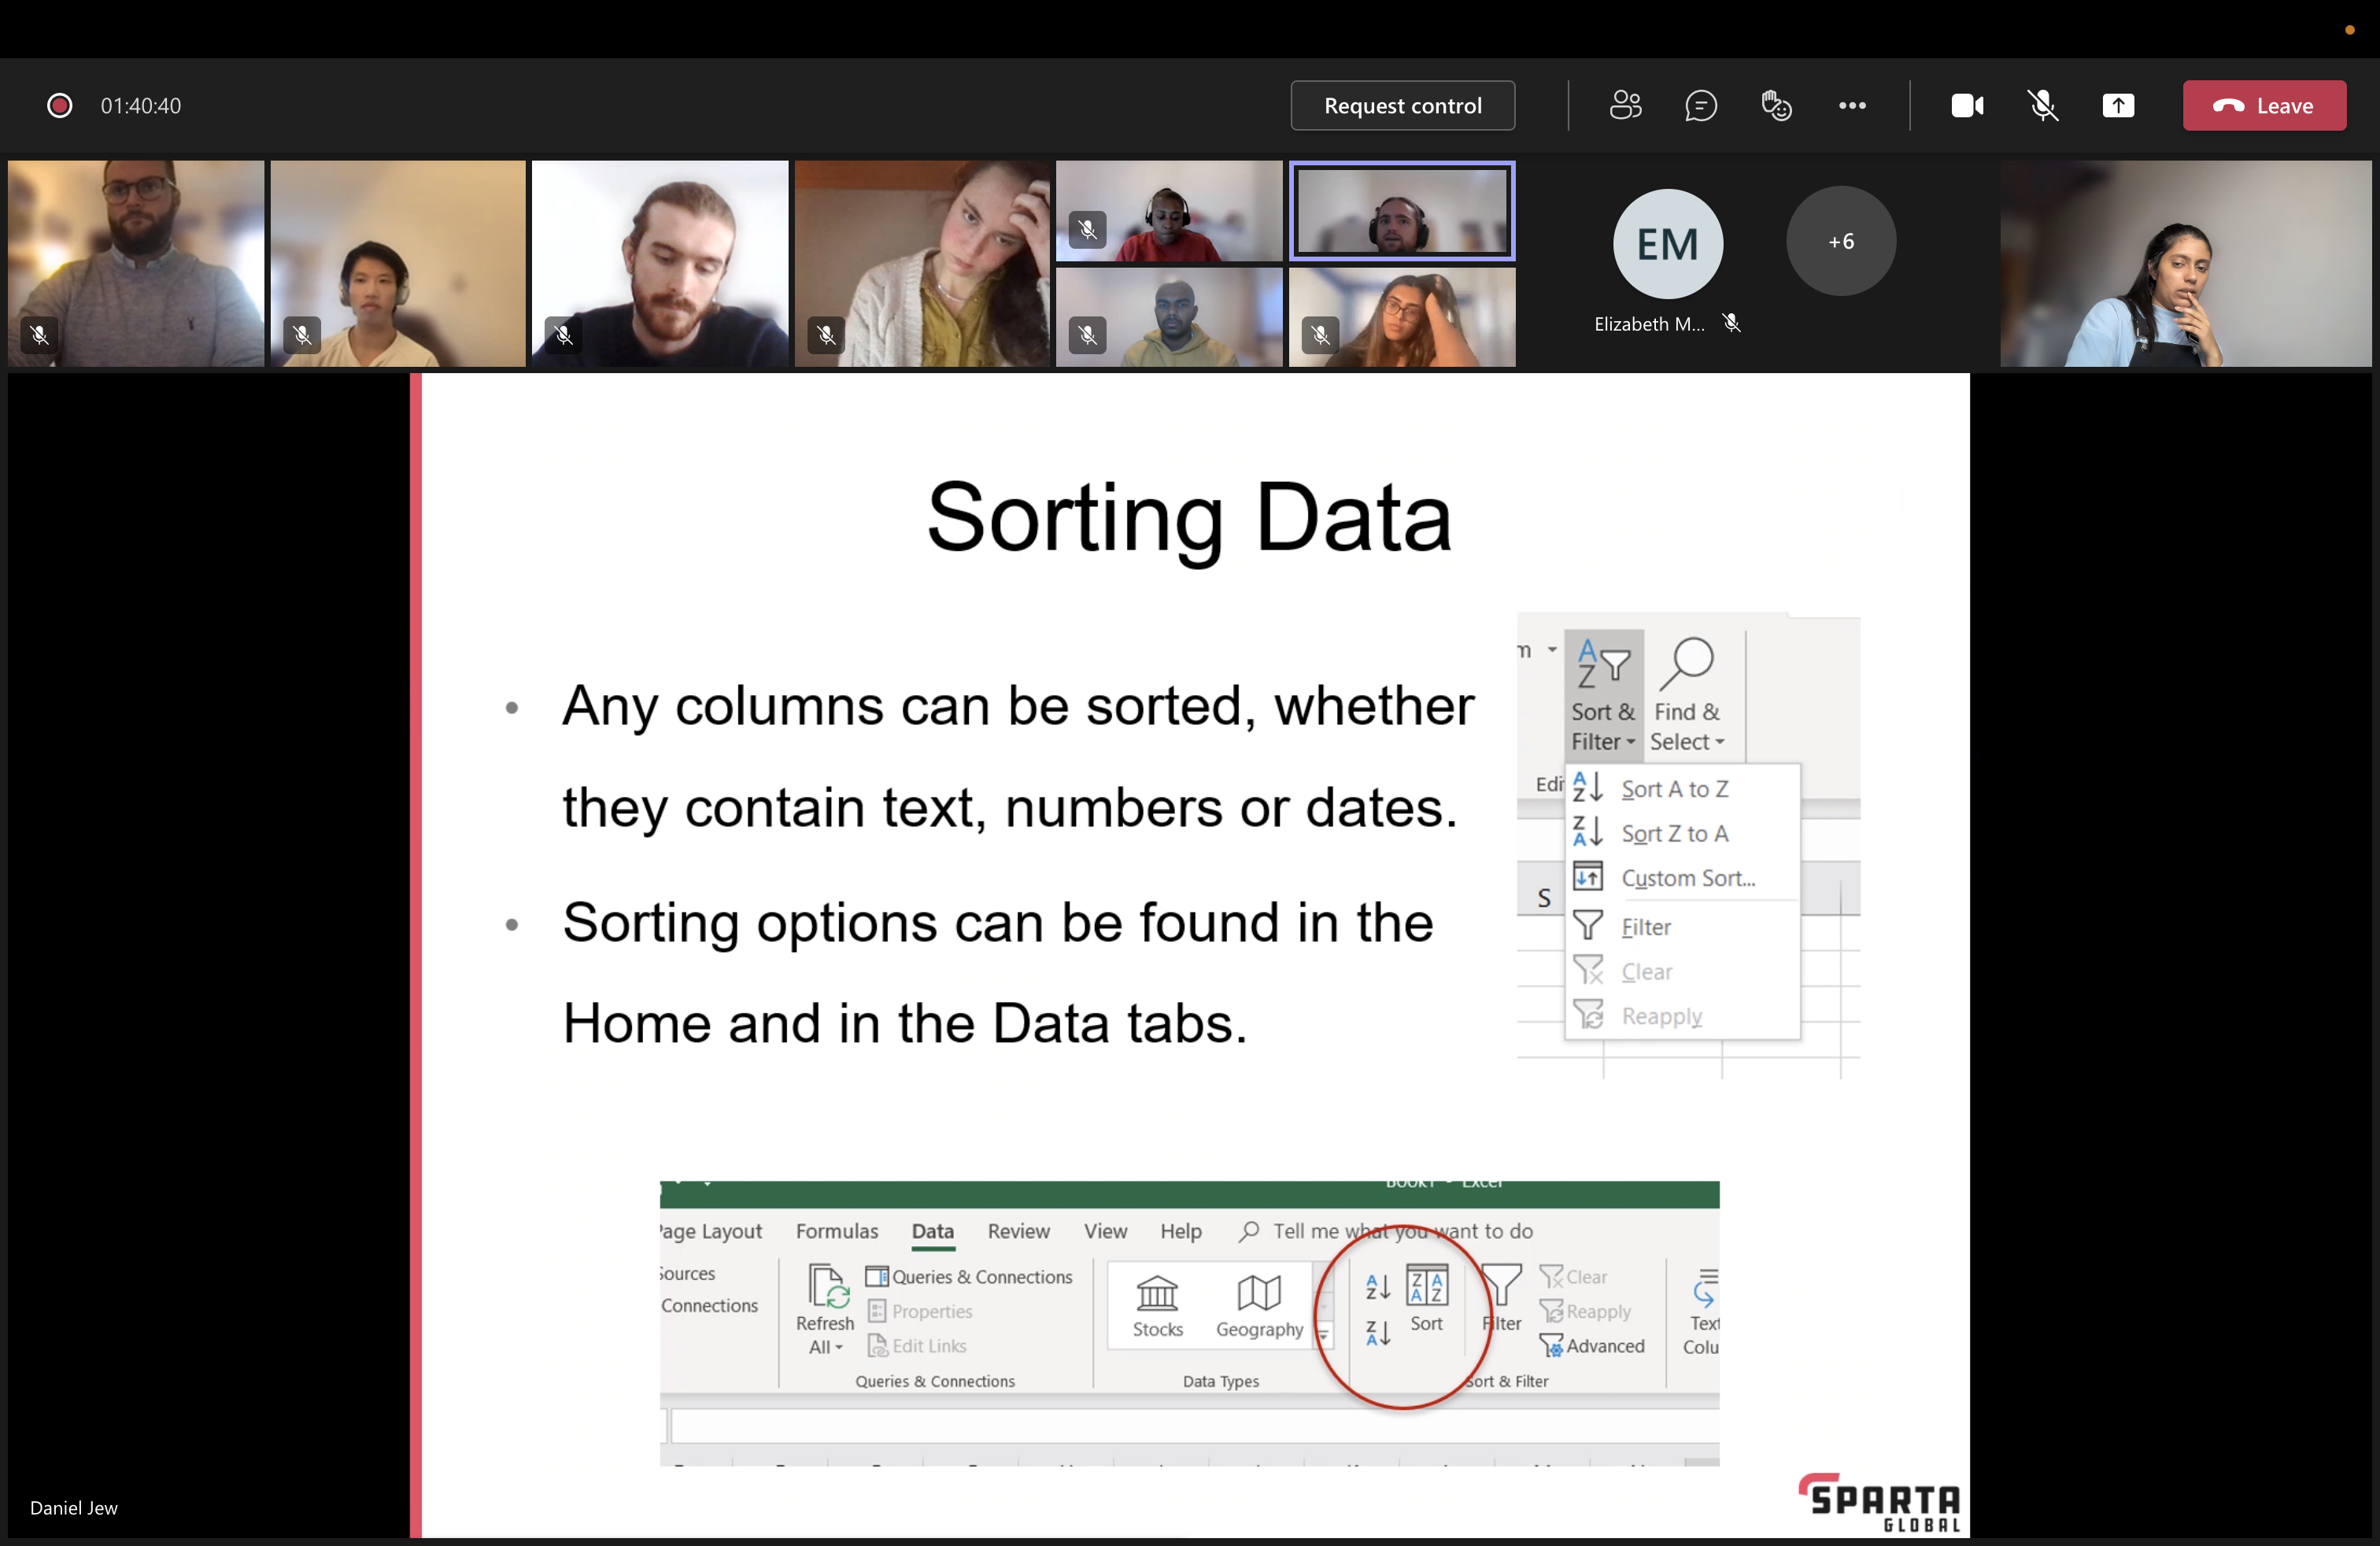 01:40:40
Request control
Leave
EM
+6
Elizabeth M...
Sorting Data
• Any columns can be sorted, whether
they contain text, numbers or dates.
• Sorting options can be found in the
Home and in the Data tabs.
m
Sort &
Filter
Find &
Select
Edi
Sort A to Z
Sort Z to A
Custom Sort...
S
Filter
Clear
Reapply
Book1 - Excel
Page Layout
Formulas
Data
Review
View
Help
Tell me what you want to do
Sources
Connections
Refresh
All
Queries & Connections
Properties
Edit Links
Queries & Connections
Stocks
Geography
Data Types
Sort
Filter
Clear
Reapply
Advanced
Sort & Filter
Text
Colu
Daniel Jew
SPARTA
GLOBAL